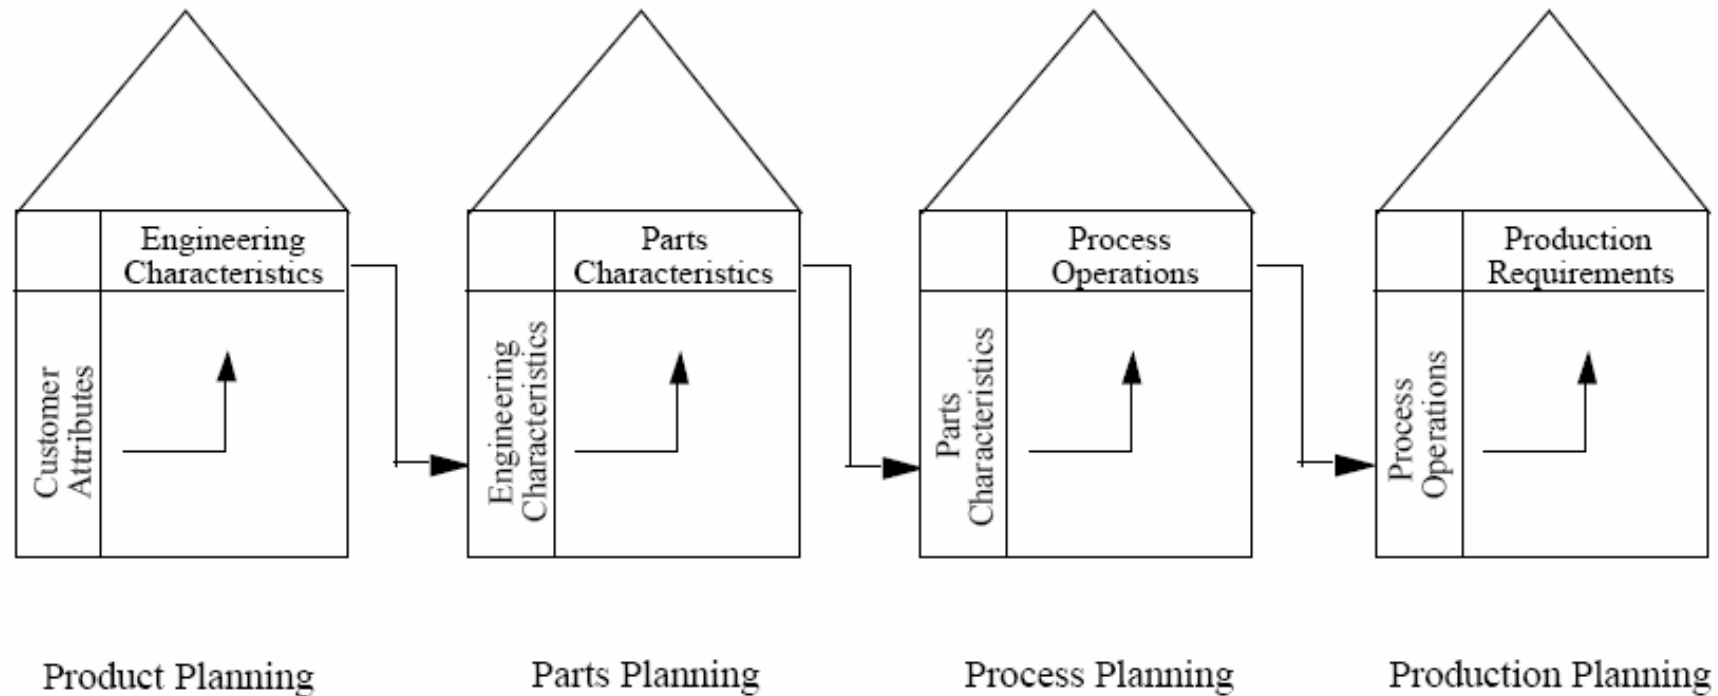 Engineering
Characteristics
Customer
Attributes
Product Planning
Parts
Characteristics
Engineering
Characteristics
Parts Planning
Process
Operations
Parts
Characteristics
Process Planning
Production
Requirements
Process
Operations
Production Planning